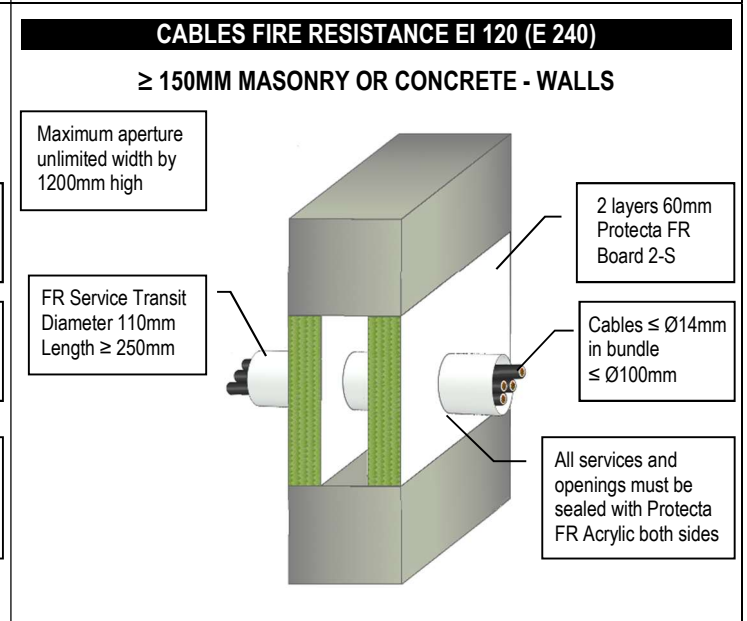 CABLES FIRE RESISTANCE EI 120 (E 240)
≥ 150MM MASONRY OR CONCRETE - WALLS
Maximum aperture
unlimited width by
1200mm high
2 layers 60mm
Protecta FR
Board 2-S
FR Service Transit
Diameter 110mm
Length ≥ 250mm
Cables ≤ Ø14mm
in bundle
≤ Ø100mm
All services and
openings must be
sealed with Protecta
FR Acrylic both sides